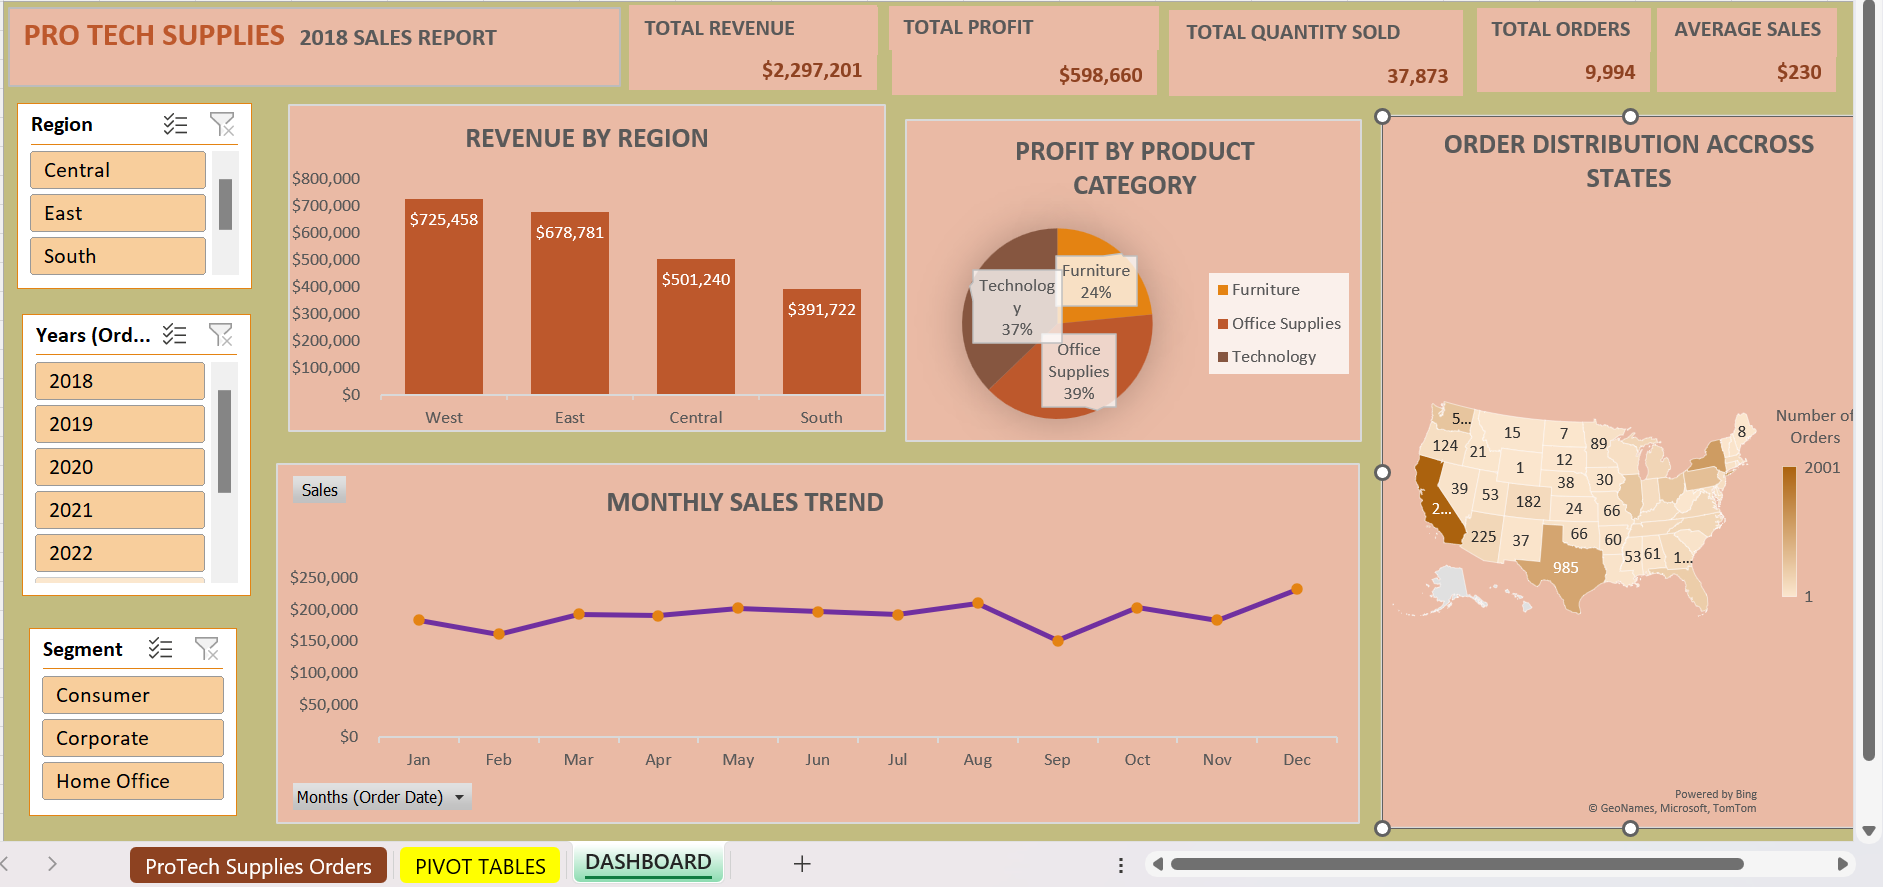 PRO TECH SUPPLIES 2018 SALES REPORT
TOTAL REVENUE
$2,297,201
TOTAL PROFIT
$598,660
TOTAL QUANTITY SOLD
37,873
TOTAL ORDERS
9,994
AVERAGE SALES
$230
Region
Central
East
South
Years (Ord...
2018
2019
2020
2021
2022
Segment
Consumer
Corporate
Home Office
REVENUE BY REGION
$800,000
$700,000
$600,000
$500,000
$400,000
$300,000
$200,000
$100,000
$0
$725,458
$678,781
$501,240
$391,722
West
East
Central
South
PROFIT BY PRODUCT
CATEGORY
Furniture
24%
Technolog
y
37%
Office
Supplies
39%
Furniture
Office Supplies
Technology
ORDER DISTRIBUTION ACCROSS
STATES
5...
124
21
15
7
89
8
1
12
38
30
39
53
182
24
66
2...
225
37
66
60
53
61
1...
985
Number of
Orders
2001
1
Powered by Bing
© GeoNames, Microsoft, TomTom
Sales
MONTHLY SALES TREND
$250,000
$200,000
$150,000
$100,000
$50,000
$0
Jan
Feb
Mar
Apr
May
Jun
Jul
Aug
Sep
Oct
Nov
Dec
Months (Order Date)
ProTech Supplies Orders
PIVOT TABLES
DASHBOARD